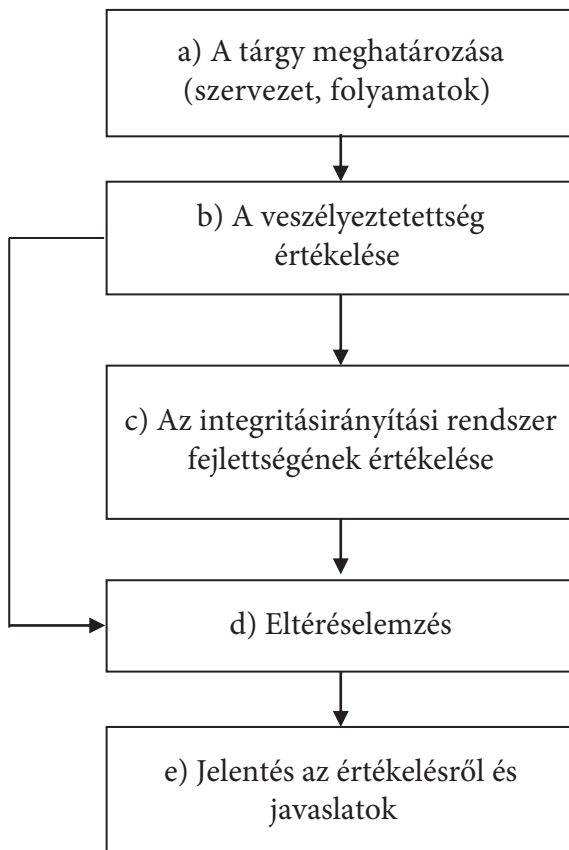 a) A tárgy meghatározása
(szervezet, folyamatok)
b) A veszélyeztetettség
értékelése
c) Az integritásirányítási rendszer
fejlettségének értékelése
d) Eltéréselemzés
e) Jelentés az értékelésről és
javaslatok